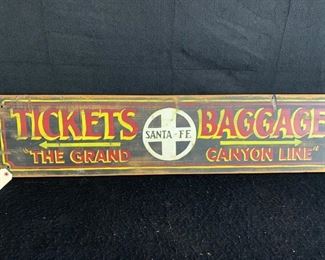 TICKETS SANTA-FE BAGGAGE
"THE GRAND CANYON LINE"